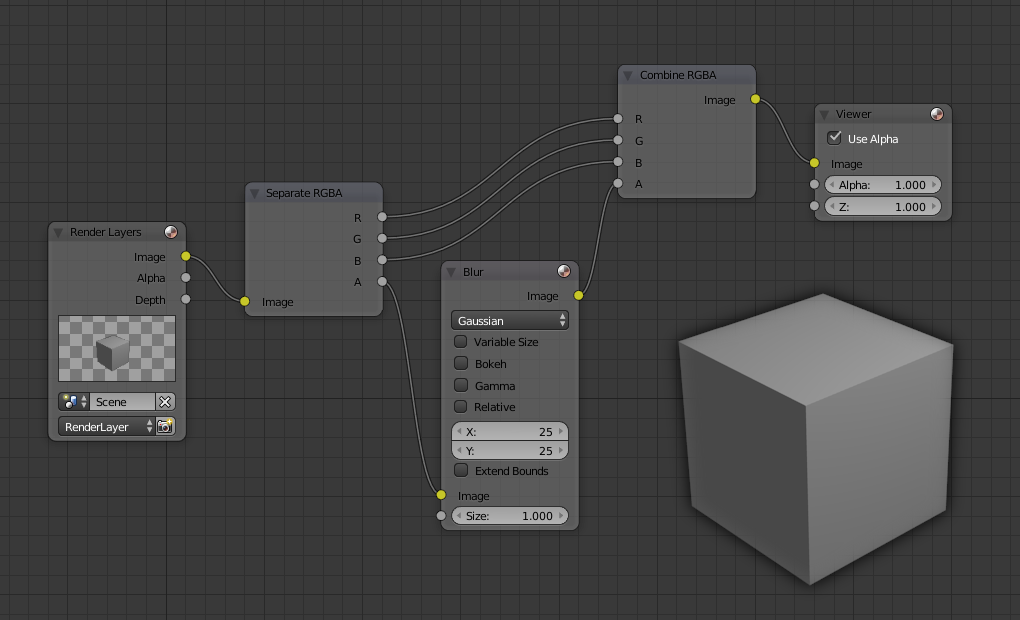 Render Layers
Image
Alpha
Depth
Scene
RenderLayer
Separate RGBA
R
G
B
A
Image
Blur
Image
Gaussian
Variable Size
Bokeh
Gamma
Relative
X: 25
Y: 25
Extend Bounds
Image
Size: 1.000
Combine RGBA
Image
R
G
B
A
Viewer
Use Alpha
Image
Alpha: 1.000
Z: 1.000